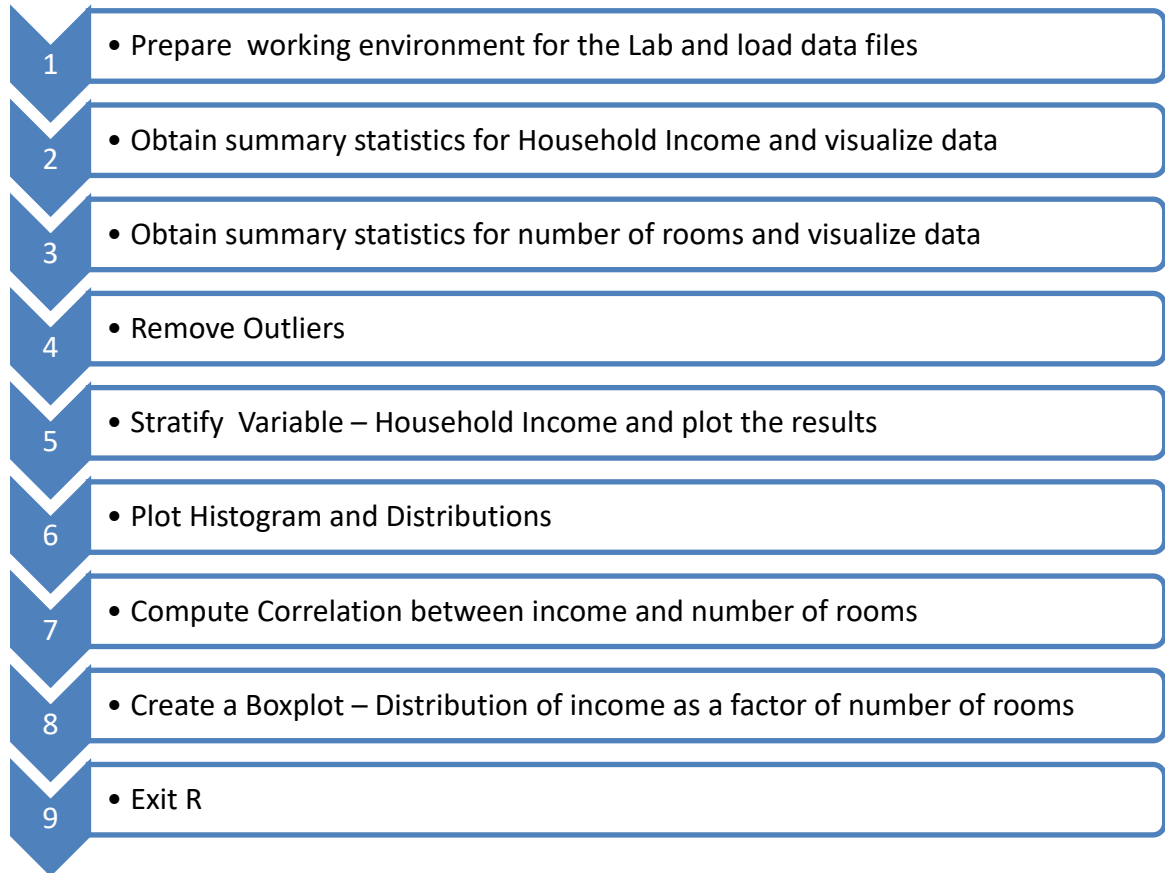 1
• Prepare  working environment for the Lab and load data files
2
• Obtain summary statistics for Household Income and visualize data
3
• Obtain summary statistics for number of rooms and visualize data
4
• Remove Outliers
5
• Stratify  Variable – Household Income and plot the results
6
• Plot Histogram and Distributions
7
• Compute Correlation between income and number of rooms
8
• Create a Boxplot – Distribution of income as a factor of number of rooms
9
• Exit R